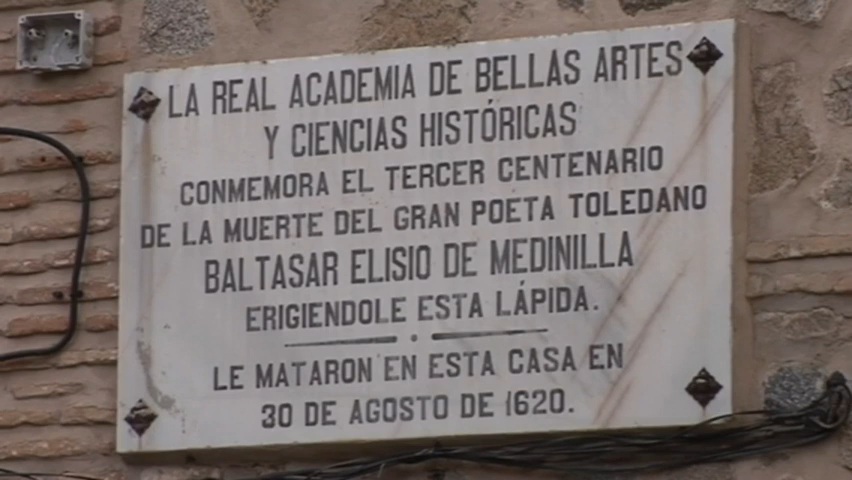 LA REAL ACADEMIA DE BELLAS ARTES
Y CIENCIAS HISTÓRICAS
CONMEMORA EL TERCER CENTENARIO
DE LA MUERTE DEL GRAN POETA TOLEDANO
BALTASAR ELISIO DE MEDINILLA
ERIGIENDOLE ESTA LÁPIDA.
LE MATARON EN ESTA CASA EN
30 DE AGOSTO DE 1620.